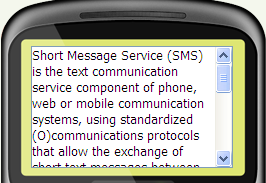 Short Message Service (SMS)
is the text communication
service component of phone,
web or mobile communication
systems, using standardized
(O)communications protocols
that allow the exchange of
short text messages between